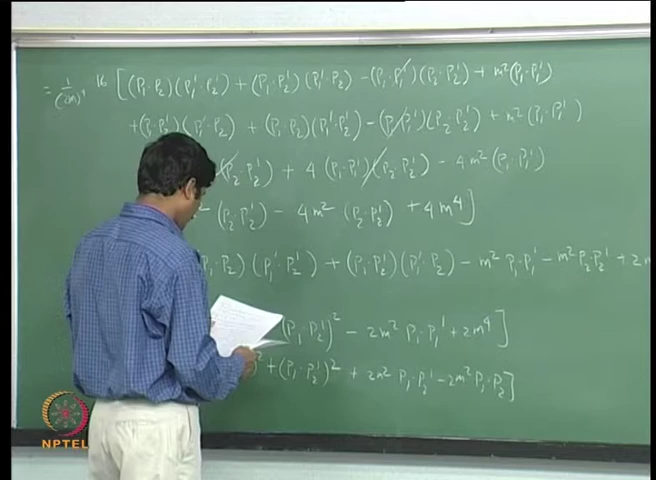 = 1/(2m)⁴ 16 [(P₁·P₂)(P₁'·P₂') + (P₁·P₂')(P₁'·P₂) - (P₁·P₁')(P₂·P₂') + m²(P₁·P₁')
+(P₁·P₂')(P₁'·P₂) + (P₁·P₂)(P₁'·P₂') - (P₁·P₁')(P₂·P₂') + m²(P₁·P₁')
P₂·P₂') + 4(P₁·P₁')(P₂·P₂') - 4m²(P₁·P₁')
² (P₂·P₂') - 4m² (P₂·P₂') + 4m⁴]
P₁·P₂)(P₁'·P₂') + (P₁·P₂')(P₁'·P₂) - m² P₁·P₁' - m² P₂·P₂' + 2m
(P₁·P₂')² - 2m² P₁·P₁' + 2m⁴]
)² + (P₁·P₂')² + 2m² P₁·P₂' - 2m² P₁·P₂]
NPTEL